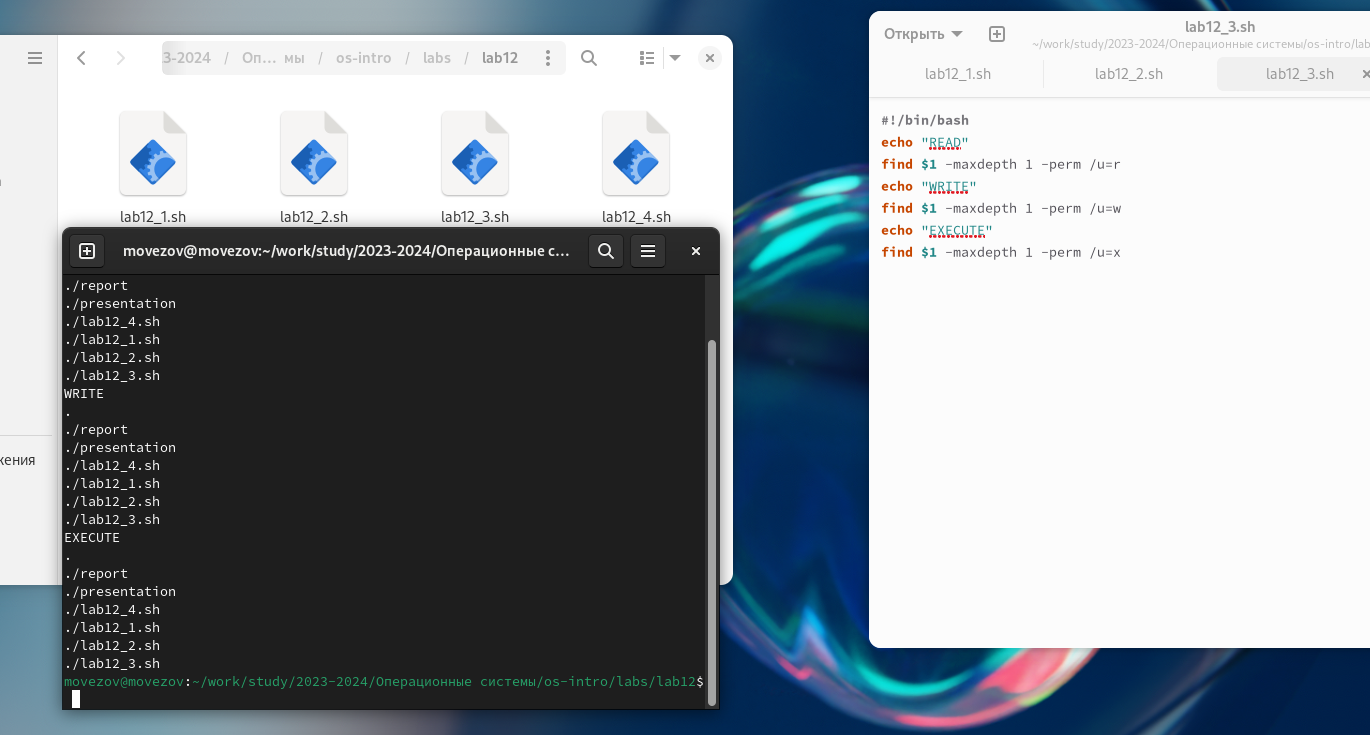 3-2024 / Оп… мы / os-intro / labs / lab12
lab12_1.sh lab12_2.sh lab12_3.sh lab12_4.sh
movezov@movezov:~/work/study/2023-2024/Операционные с…
./report
./presentation
./lab12_4.sh
./lab12_1.sh
./lab12_2.sh
./lab12_3.sh
WRITE
.
./report
./presentation
./lab12_4.sh
./lab12_1.sh
./lab12_2.sh
./lab12_3.sh
EXECUTE
.
./report
./presentation
./lab12_4.sh
./lab12_1.sh
./lab12_2.sh
./lab12_3.sh
movezov@movezov:~/work/study/2023-2024/Операционные системы/os-intro/labs/lab12$
жения
Открыть
lab12_3.sh
~/work/study/2023-2024/Операционные системы/os-intro/lab
lab12_1.sh lab12_2.sh lab12_3.sh
#!/bin/bash
echo "READ"
find $1 -maxdepth 1 -perm /u=r
echo "WRITE"
find $1 -maxdepth 1 -perm /u=w
echo "EXECUTE"
find $1 -maxdepth 1 -perm /u=x